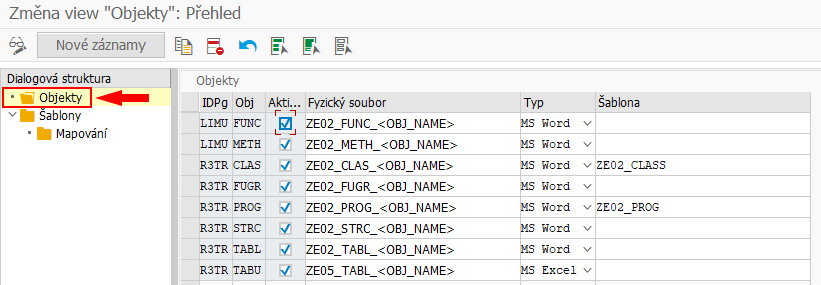 Změna view "Objekty": Přehled
Nové záznamy
Dialogová struktura
Objekty
Šablony
Mapování
Objekty
IDPg Obj Akti... Fyzický soubor Typ Šablona
LIMU FUNC ZE02_FUNC_<OBJ_NAME> MS Word
LIMU METH ZE02_METH_<OBJ_NAME> MS Word
R3TR CLAS ZE02_CLAS_<OBJ_NAME> MS Word ZE02_CLASS
R3TR FUGR ZE02_FUGR_<OBJ_NAME> MS Word
R3TR PROG ZE02_PROG_<OBJ_NAME> MS Word ZE02_PROG
R3TR STRC ZE02_STRC_<OBJ_NAME> MS Word
R3TR TABL ZE02_TABL_<OBJ_NAME> MS Word
R3TR TABU ZE05_TABL_<OBJ_NAME> MS Excel